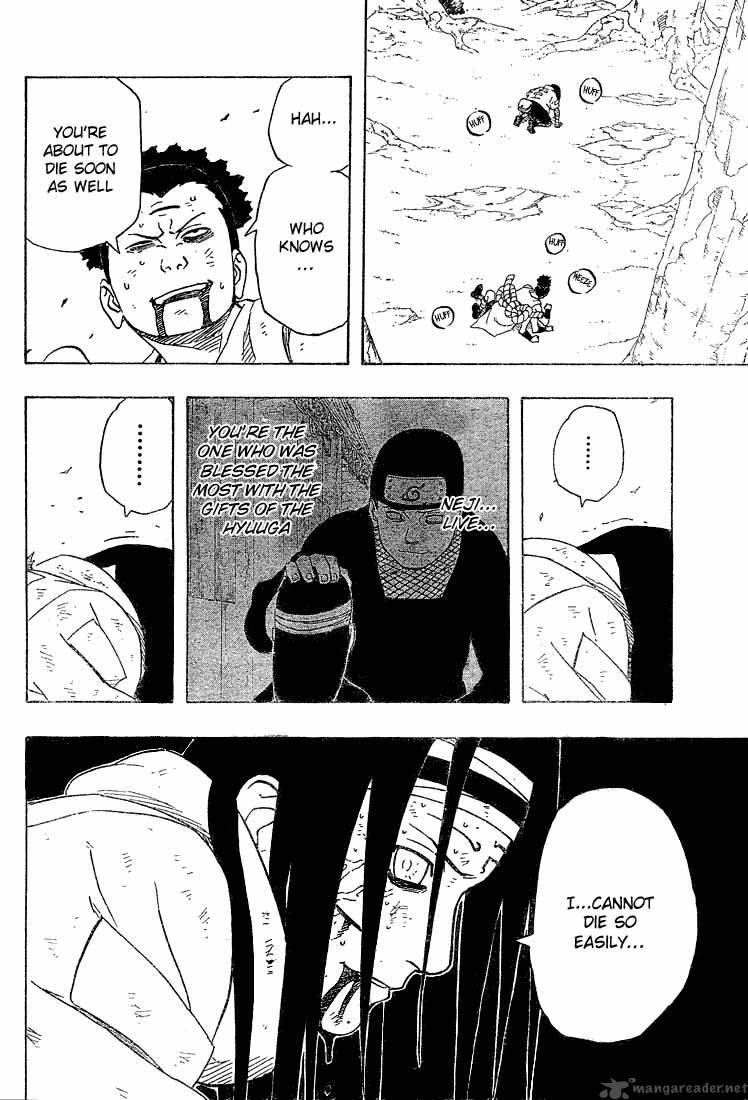 HUFF
HUFF
HUFF
HEEZE
HUFF
HAH...
WHO
KNOWS
...
YOU'RE
ABOUT TO
DIE SOON
AS WELL
........
YOU'RE THE
ONE WHO WAS
BLESSED THE
MOST WITH THE
GIFTS OF THE
HYUUGA
NEJI...
LIVE...
........
I...CANNOT
DIE SO
EASILY...
mangareader.net